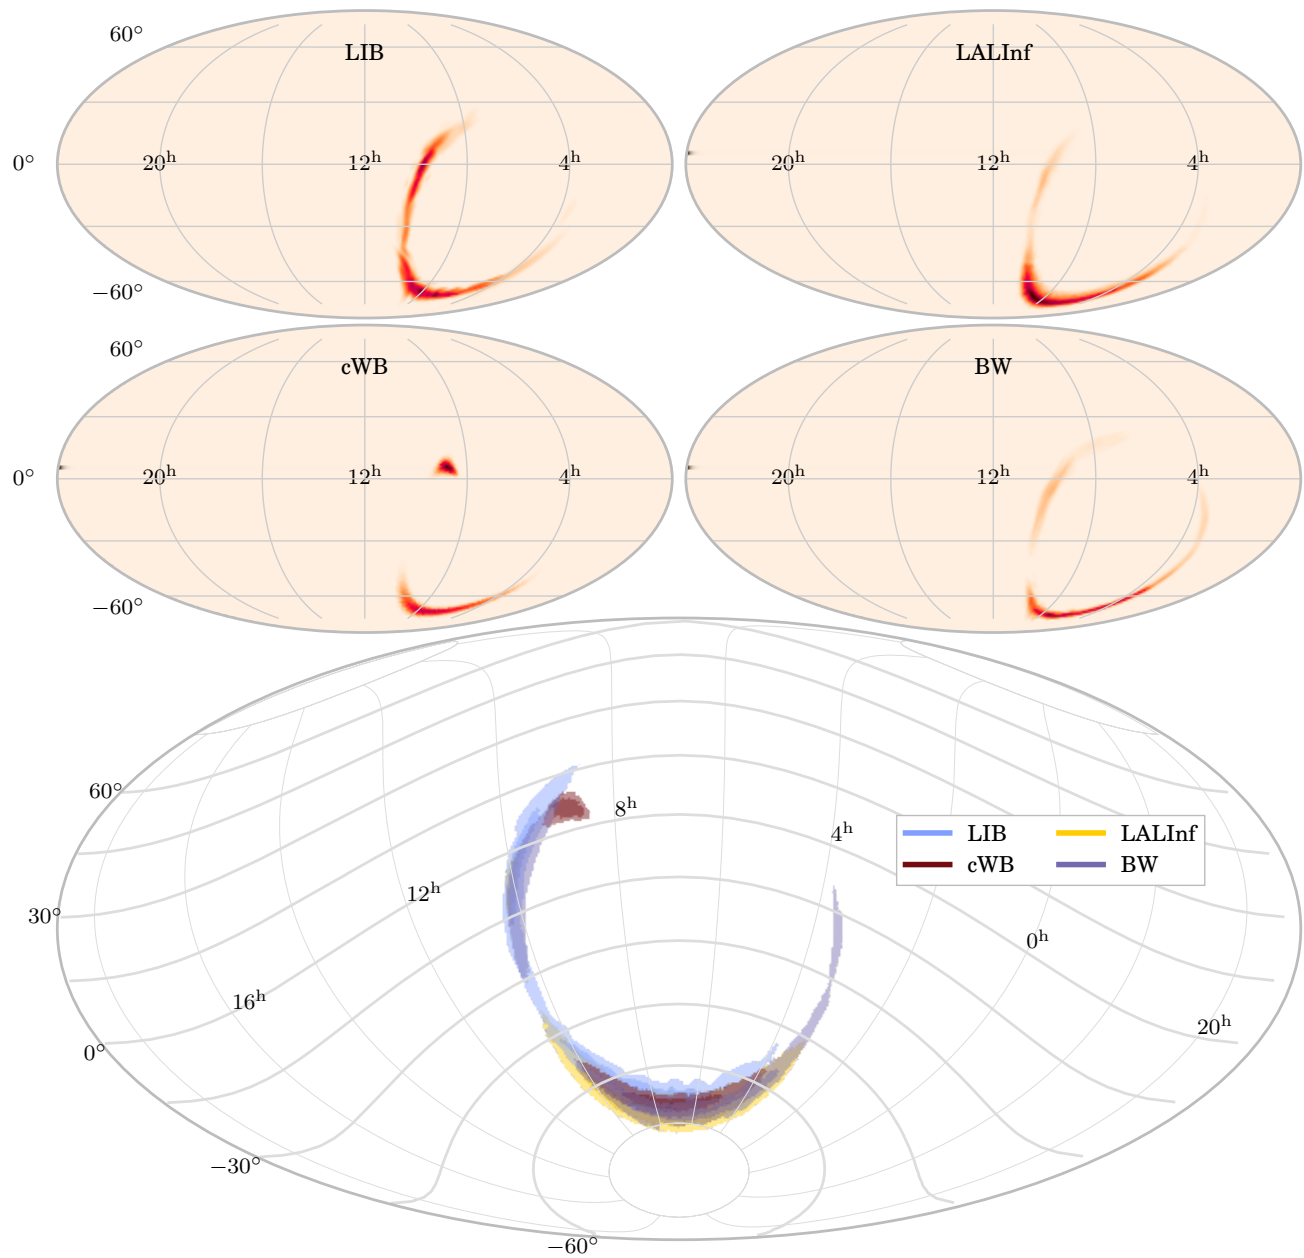 60° LIB LALInf
0° 20ʰ 12ʰ 4ʰ 20ʰ 12ʰ 4ʰ
−60°
60° cWB BW
0° 20ʰ 12ʰ 4ʰ 20ʰ 12ʰ 4ʰ
−60°
60° 8ʰ 4ʰ
LIB LALInf
cWB BW
12ʰ
30° 0ʰ
16ʰ 20ʰ
0°
−30°
−60°